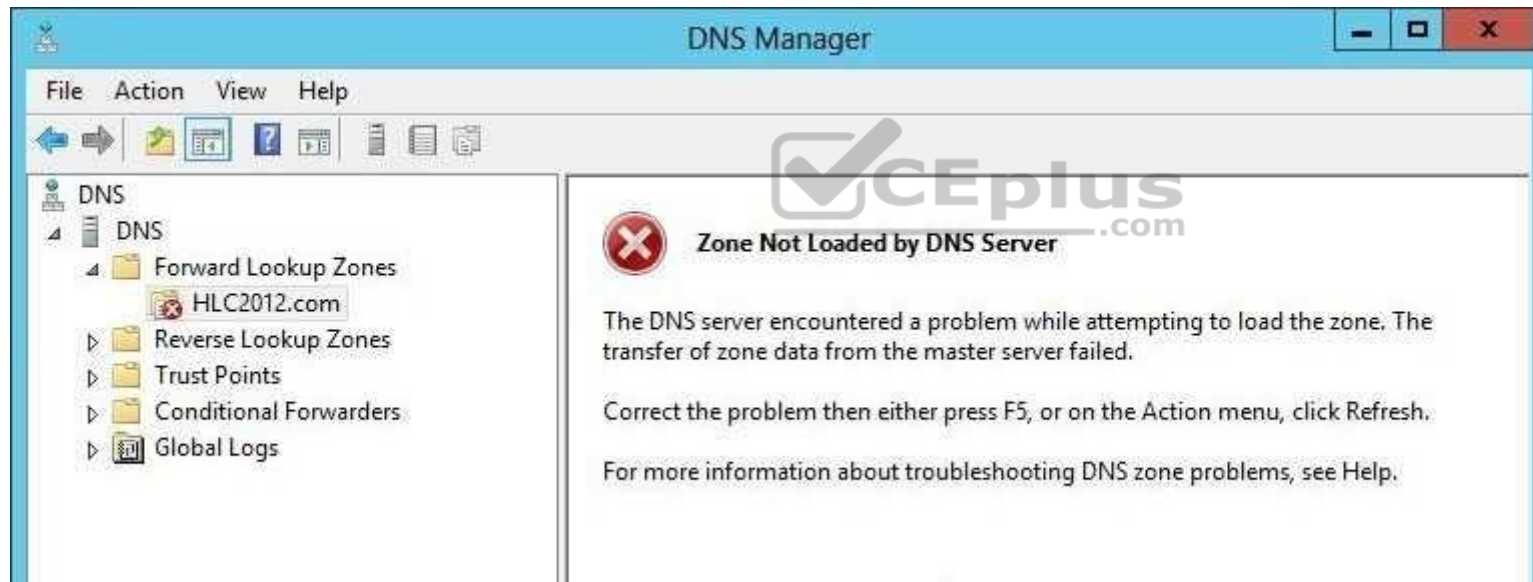 DNS Manager
File Action View Help
DNS
DNS
Forward Lookup Zones
HLC2012.com
Reverse Lookup Zones
Trust Points
Conditional Forwarders
Global Logs
CEplus
.com
Zone Not Loaded by DNS Server
The DNS server encountered a problem while attempting to load the zone. The
transfer of zone data from the master server failed.
Correct the problem then either press F5, or on the Action menu, click Refresh.
For more information about troubleshooting DNS zone problems, see Help.